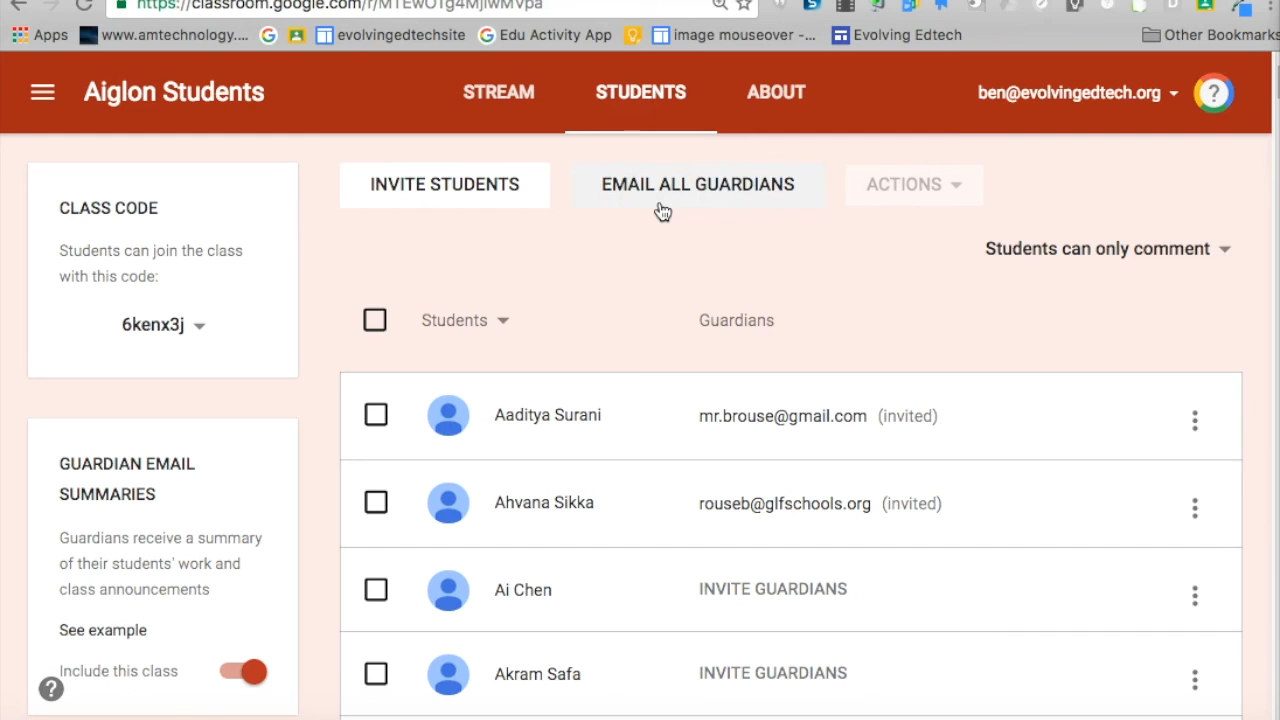 https://classroom.google.com/r/
Apps www.amtechnology.... evolvingedtechsite Edu Activity App image mouseover -... Evolving Edtech Other Bookmarks
Aiglon Students STREAM STUDENTS ABOUT ben@evolvingedtech.org ?
INVITE STUDENTS EMAIL ALL GUARDIANS ACTIONS
CLASS CODE
Students can join the class
with this code:
6kenx3j
Students can only comment
Students Guardians
Aaditya Surani mr.brouse@gmail.com (invited)
Ahvana Sikka rouseb@glfschools.org (invited)
Ai Chen INVITE GUARDIANS
Akram Safa INVITE GUARDIANS
GUARDIAN EMAIL
SUMMARIES
Guardians receive a summary
of their students' work and
class announcements
See example
Include this class
?